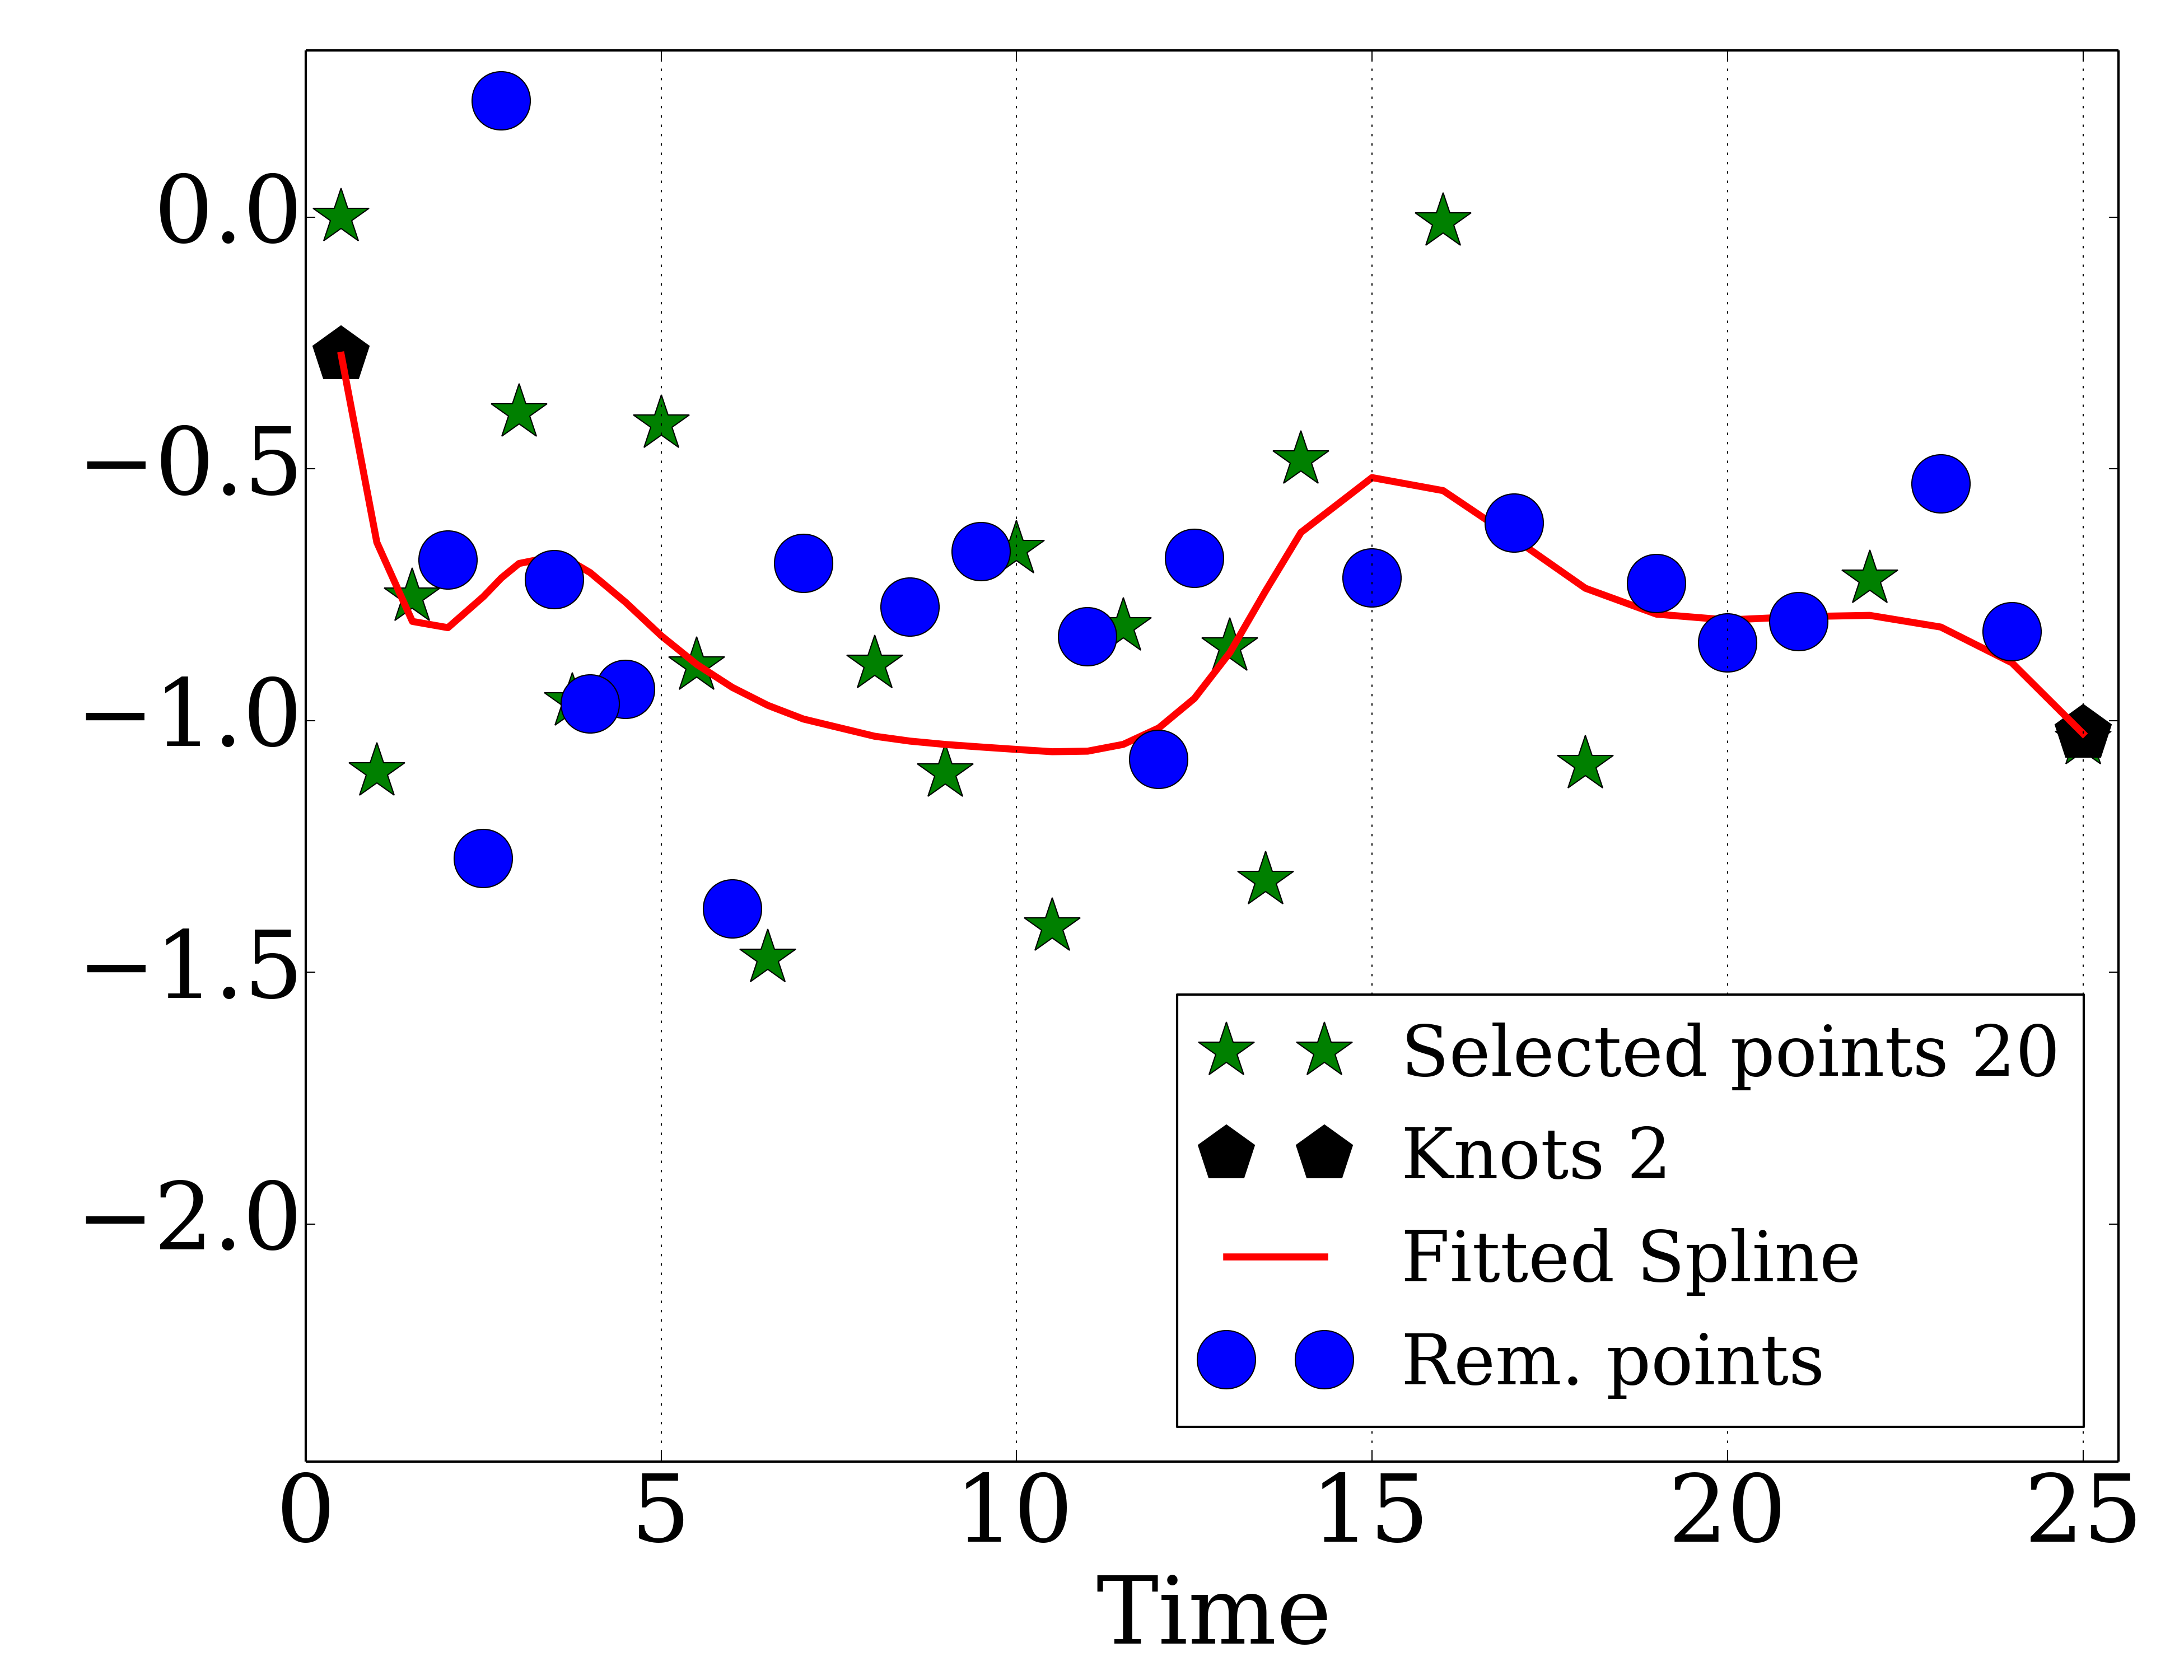 0.0
−0.5
−1.0
−1.5
−2.0
Selected points 20
Knots 2
Fitted Spline
Rem. points
0 5 10 15 20 25
Time